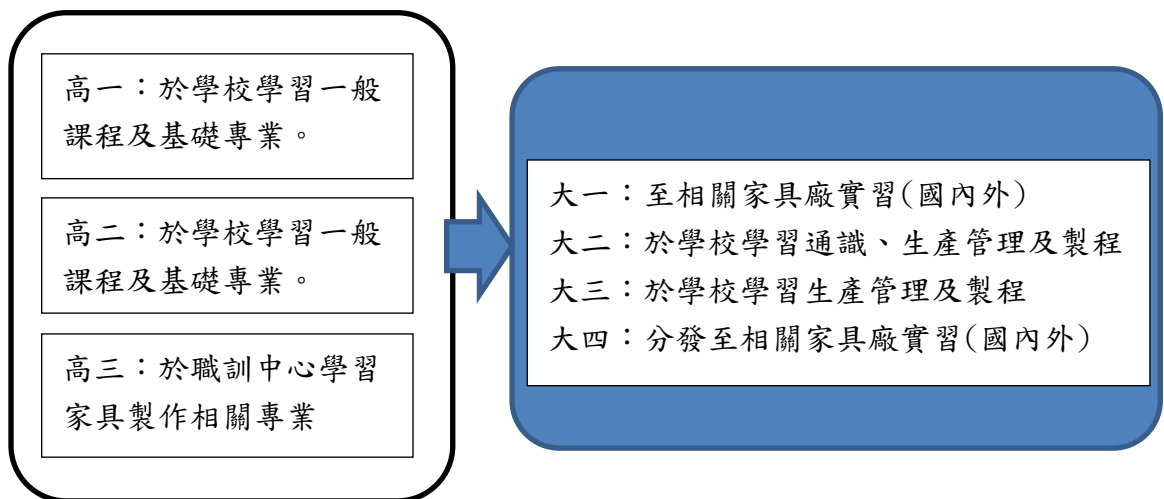 高一：於學校學習一般
課程及基礎專業。
高二：於學校學習一般
課程及基礎專業。
高三：於職訓中心學習
家具製作相關專業
大一：至相關家具廠實習(國內外)
大二：於學校學習通識、生產管理及製程
大三：於學校學習生產管理及製程
大四：分發至相關家具廠實習(國內外)